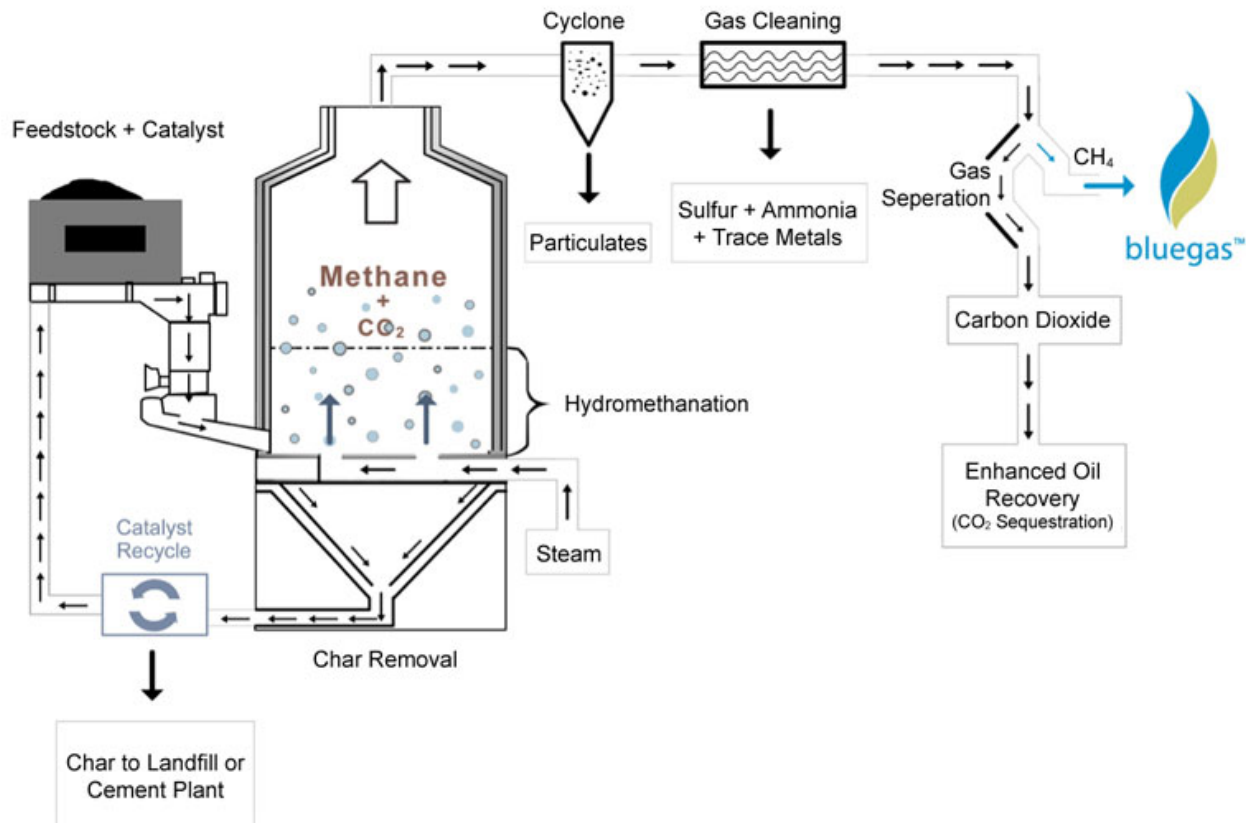 Cyclone
Gas Cleaning
Feedstock + Catalyst
CH₄
Gas
Seperation
bluegas™
Particulates
Sulfur + Ammonia
+ Trace Metals
Methane
+
CO₂
Carbon Dioxide
Hydromethanation
Enhanced Oil
Recovery
(CO₂ Sequestration)
Catalyst
Recycle
Steam
Char Removal
Char to Landfill or
Cement Plant